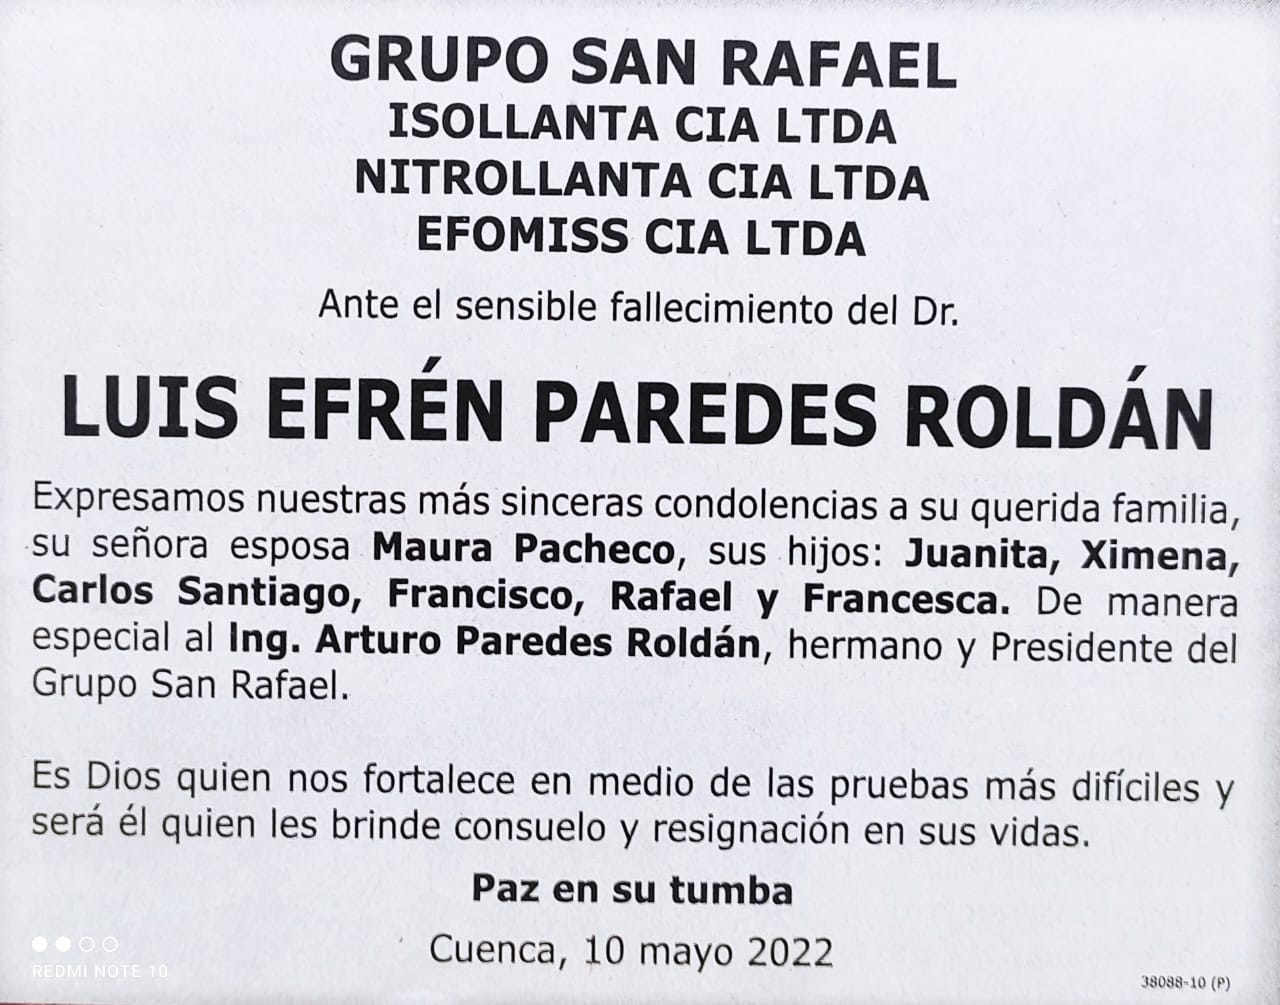 GRUPO SAN RAFAEL
ISOLLANTA CIA LTDA
NITROLLANTA CIA LTDA
EFOMISS CIA LTDA
Ante el sensible fallecimiento del Dr.
LUIS EFRÉN PAREDES ROLDÁN
Expresamos nuestras más sinceras condolencias a su querida familia,
su señora esposa Maura Pacheco, sus hijos: Juanita, Ximena,
Carlos Santiago, Francisco, Rafael y Francesca. De manera
especial al Ing. Arturo Paredes Roldán, hermano y Presidente del
Grupo San Rafael.
Es Dios quien nos fortalece en medio de las pruebas más difíciles y
será él quien les brinde consuelo y resignación en sus vidas.
Paz en su tumba
Cuenca, 10 mayo 2022
REDMI NOTE 10
38088-10 (P)